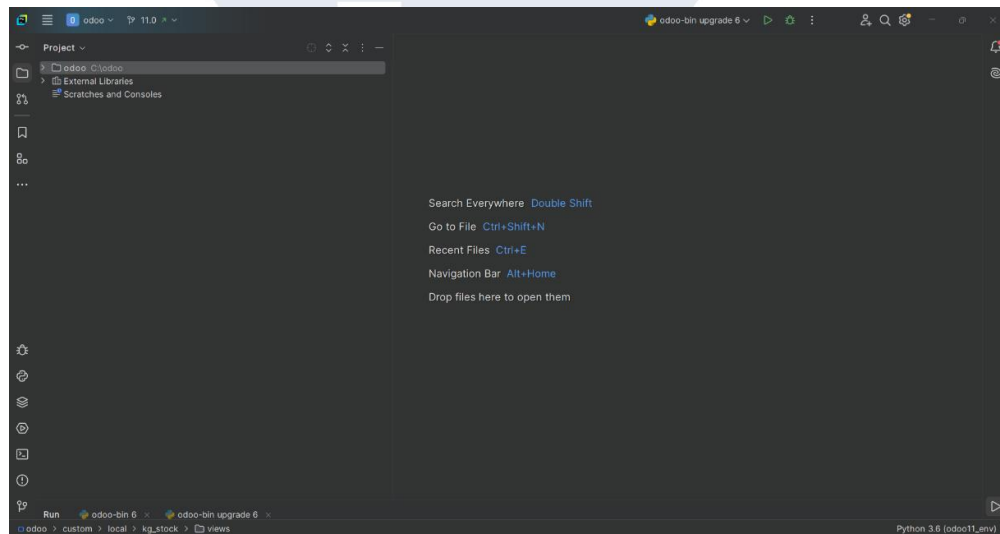 O odoo 11.0 odoo-bin upgrade 6
Project
odoo C:\odoo
External Libraries
Scratches and Consoles
Search Everywhere Double Shift
Go to File Ctrl+Shift+N
Recent Files Ctrl+E
Navigation Bar Alt+Home
Drop files here to open them
Run odoo-bin 6 odoo-bin upgrade 6
odoo > custom > local > kg_stock > views Python 3.6 (odoo11_env)